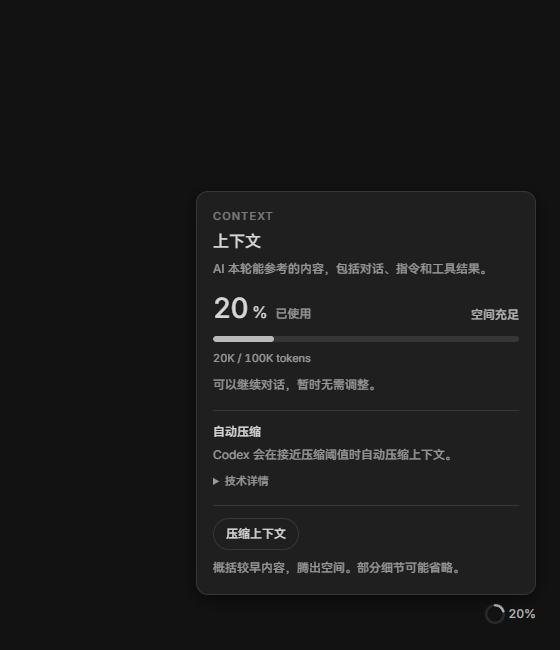 CONTEXT
上下文
AI 本轮能参考的内容，包括对话、指令和工具结果。
20 % 已使用 空间充足
20K / 100K tokens
可以继续对话，暂时无需调整。
自动压缩
Codex 会在接近压缩阈值时自动压缩上下文。
技术详情
压缩上下文
概括较早内容，腾出空间。部分细节可能省略。
20%